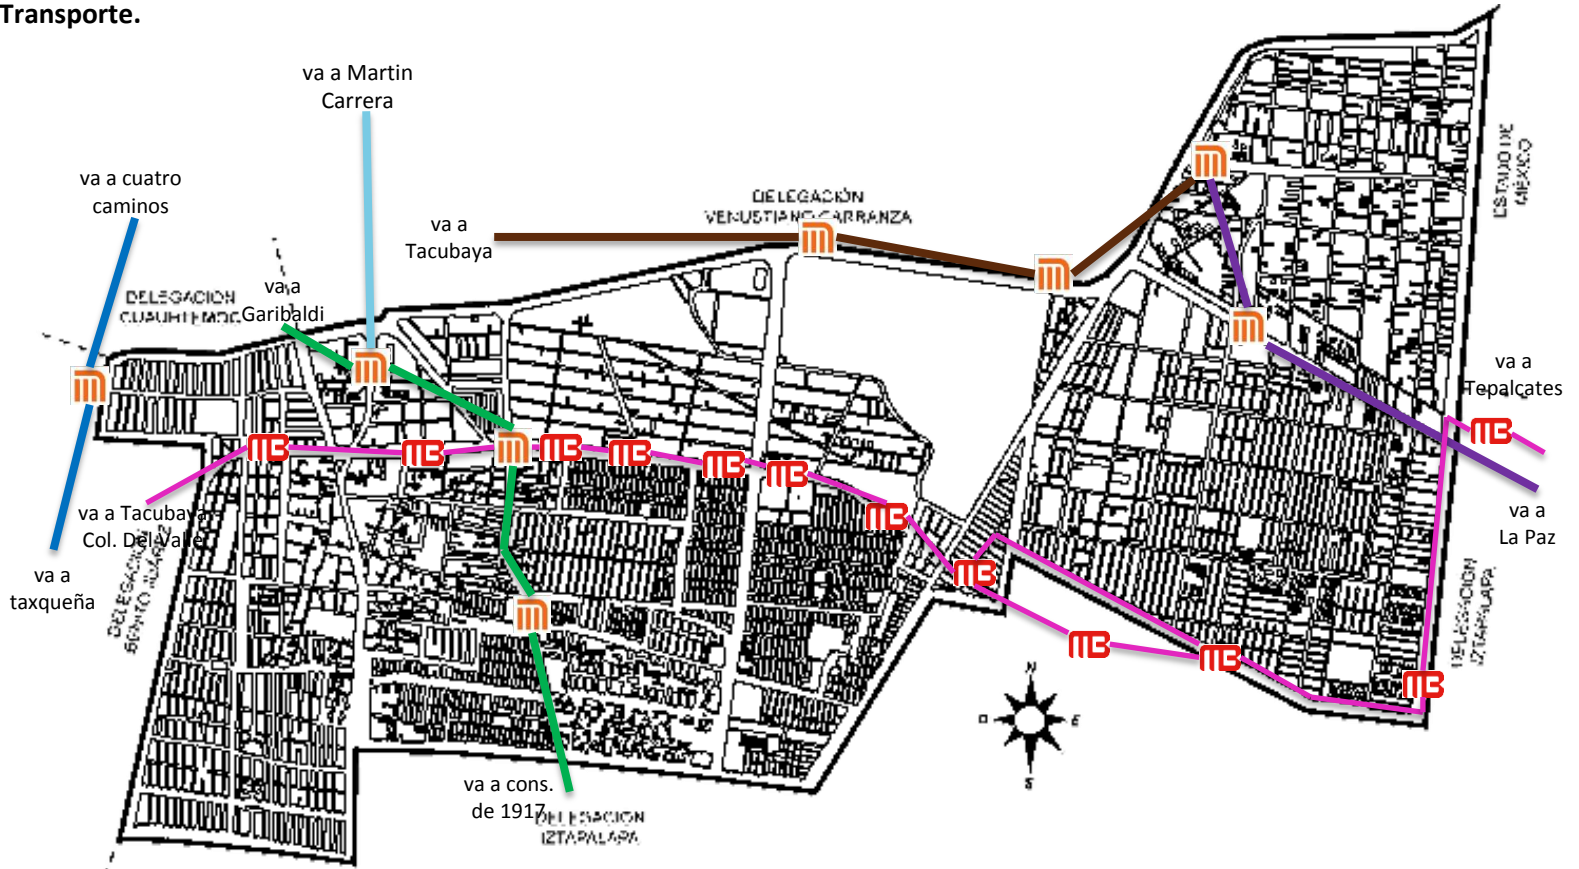 Transporte.
va a Martin
Carrera
va a cuatro
caminos
va a
Tacubaya
DELEGACIÓN
VENUSTIANO CARRANZA
ESTADO DE
MÉXICO
DELEGACION
CUAUHTEMOC
va a
Garibaldi
va a
Tepalcates
va a Tacubaya
Col. Del Valle
va a
La Paz
va a
taxqueña
DELEGACION
BENITO JUAREZ
DELEGACION
IZTAPALAPA
N
O
E
S
va a cons.
de 1917
DELEGACION
IZTAPALAPA